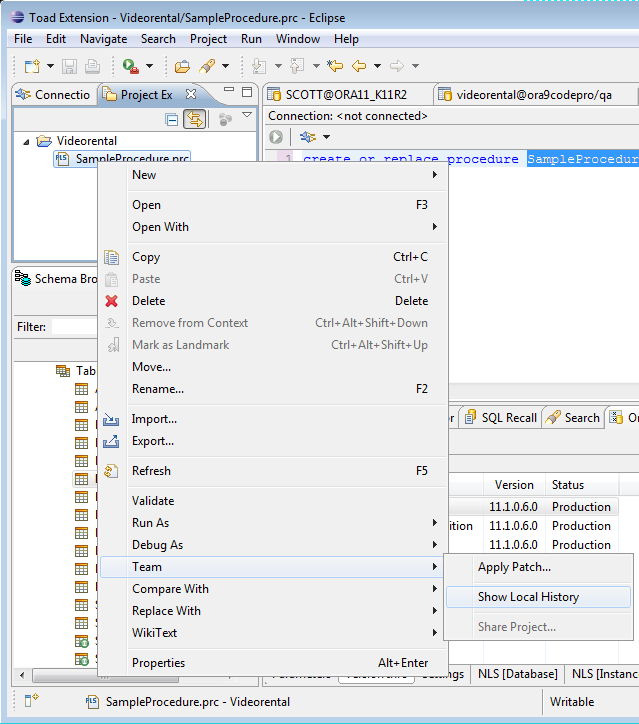 Toad Extension - Videorental/SampleProcedure.prc - Eclipse
File Edit Navigate Search Project Run Window Help
Connectio Project Ex
SCOTT@ORA11_K11R2 videorental@ora9codepro/qa
Connection: <not connected>
Videorental
SampleProcedure.prc
1 create or replace procedure SampleProcedur
New
Open F3
Open With
Copy Ctrl+C
Paste Ctrl+V
Delete Delete
Remove from Context Ctrl+Alt+Shift+Down
Mark as Landmark Ctrl+Alt+Shift+Up
Move...
Rename... F2
Import...
Export...
Refresh F5
Validate
Run As
Debug As
Team
Compare With
Replace With
WikiText
Properties Alt+Enter
Apply Patch...
Show Local History
Share Project...
Schema Bro
Filter:
Tab
SQL Recall Search Or
Version Status
11.1.0.6.0 Production
ition 11.1.0.6.0 Production
11.1.0.6.0 Production
NLS [Database] NLS [Instanc
SampleProcedure.prc - Videorental
Writable